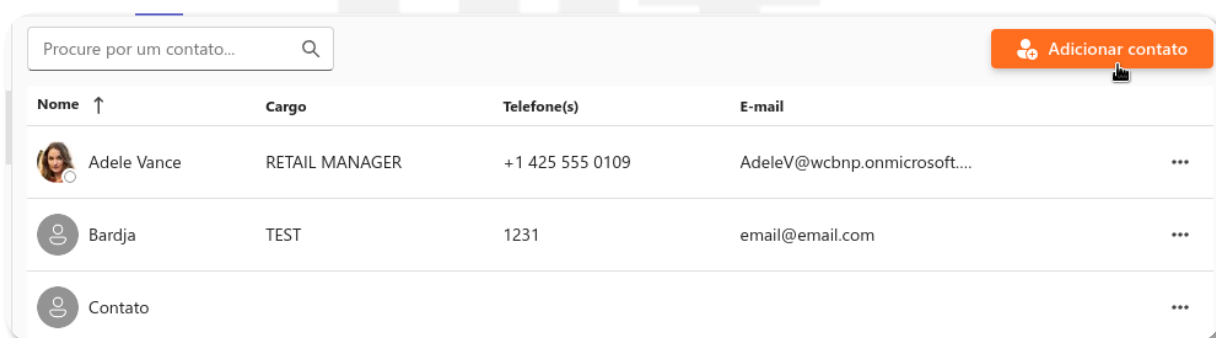 Procure por um contato...
Adicionar contato
Nome ↑ Cargo Telefone(s) E-mail
Adele Vance RETAIL MANAGER +1 425 555 0109 AdeleV@wcbnp.onmicrosoft....
Bardja TEST 1231 email@email.com
Contato